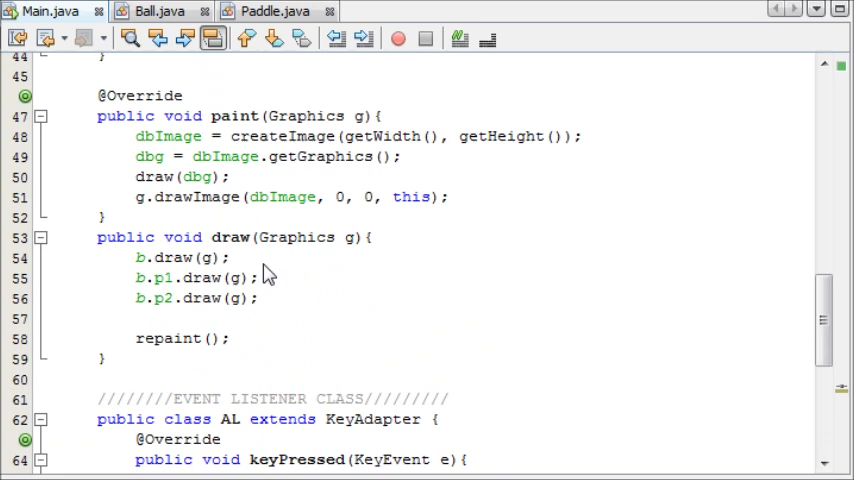 Main.java Ball.java Paddle.java
44 }
45
@Override
47 public void paint(Graphics g){
48 dbImage = createImage(getWidth(), getHeight());
49 dbg = dbImage.getGraphics();
50 draw(dbg);
51 g.drawImage(dbImage, 0, 0, this);
52 }
53 public void draw(Graphics g){
54 b.draw(g);
55 b.p1.draw(g);
56 b.p2.draw(g);
57
58 repaint();
59 }
60
61 ////////EVENT LISTENER CLASS/////////
62 public class AL extends KeyAdapter {
@Override
64 public void keyPressed(KeyEvent e){